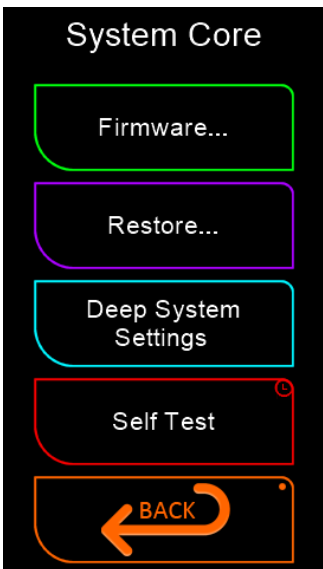 System Core
Firmware...
Restore...
Deep System
Settings
Self Test
BACK